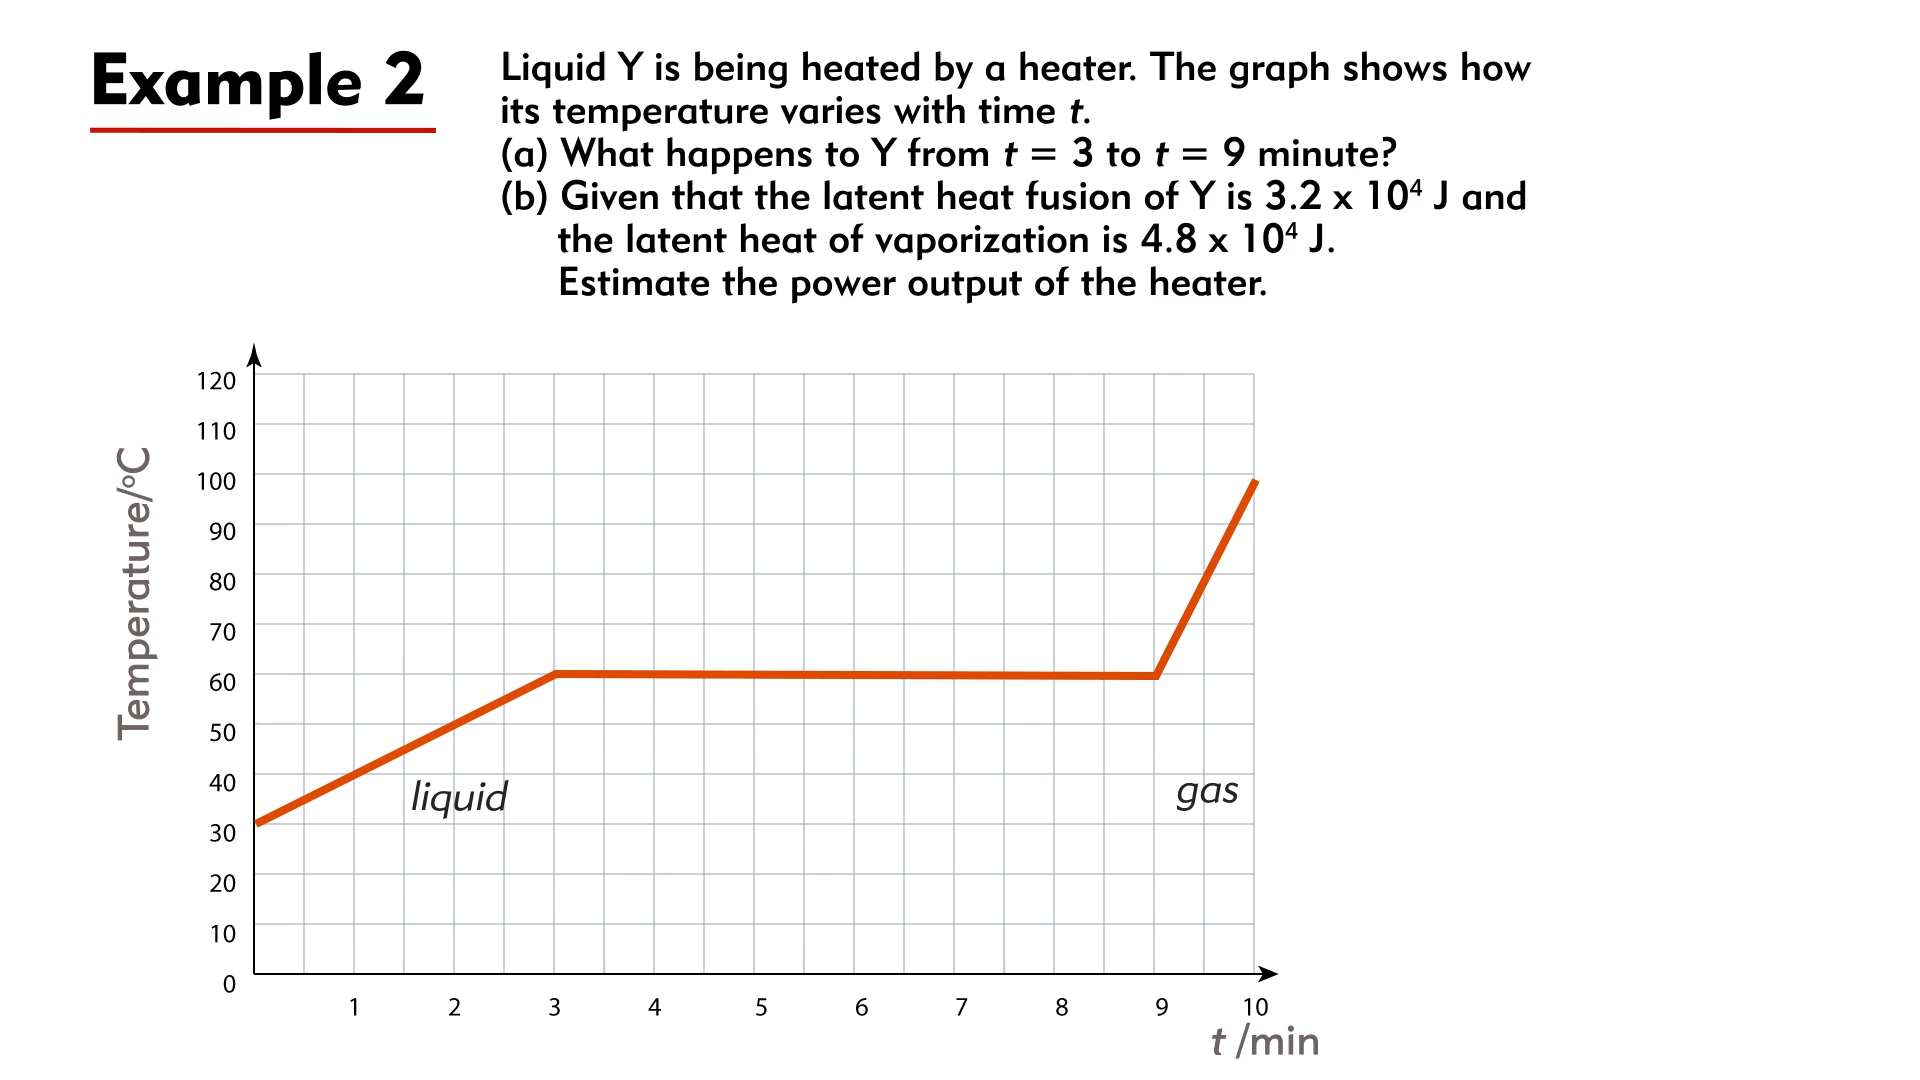 Example 2
Liquid Y is being heated by a heater. The graph shows how
its temperature varies with time t.
(a) What happens to Y from t = 3 to t = 9 minute?
(b) Given that the latent heat fusion of Y is 3.2 x 10⁴ J and
the latent heat of vaporization is 4.8 x 10⁴ J.
Estimate the power output of the heater.
Temperature/°C
120
110
100
90
80
70
60
50
40
30
20
10
0
liquid
gas
1 2 3 4 5 6 7 8 9 10
t /min